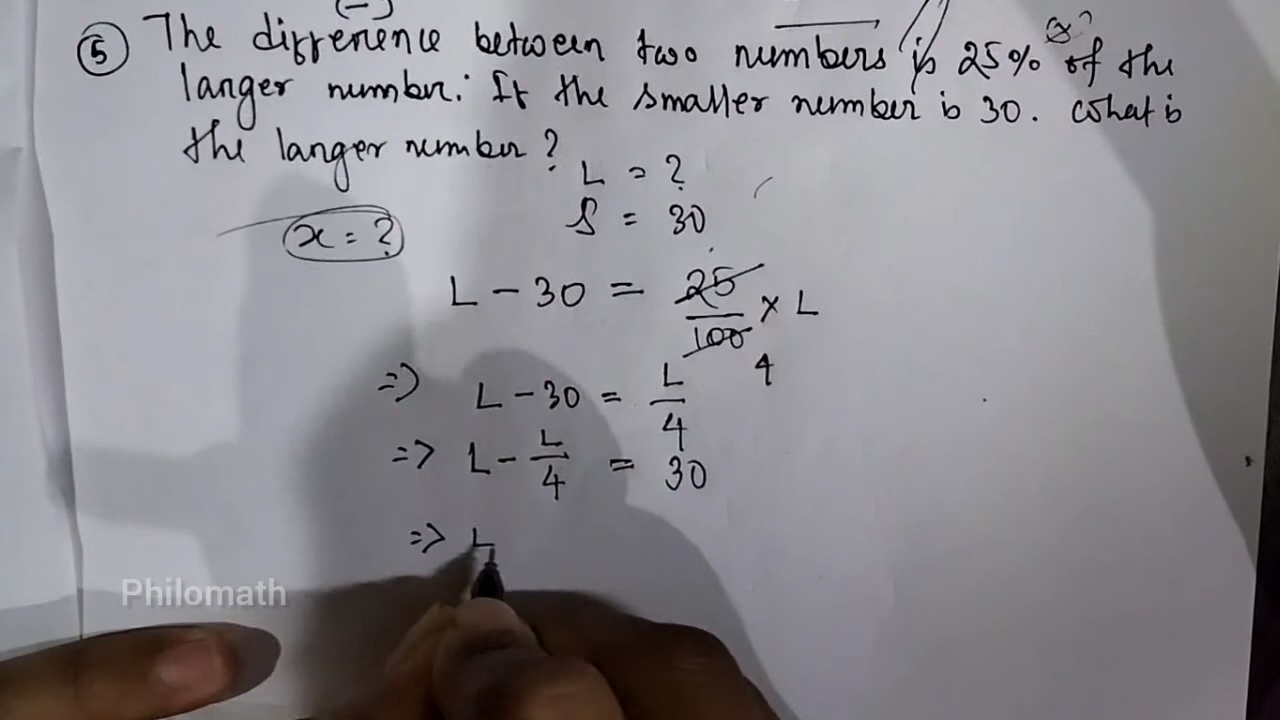 (-)
⑤ The difference between two numbers is 25% of the
x?
larger number. If the smaller number is 30. What is
the larger number?
L = ?
S = 30
x = ?
L - 30 = 25/100 × L
4
=> L - 30 = L/4
=> L - L/4 = 30
=> L
Philomath